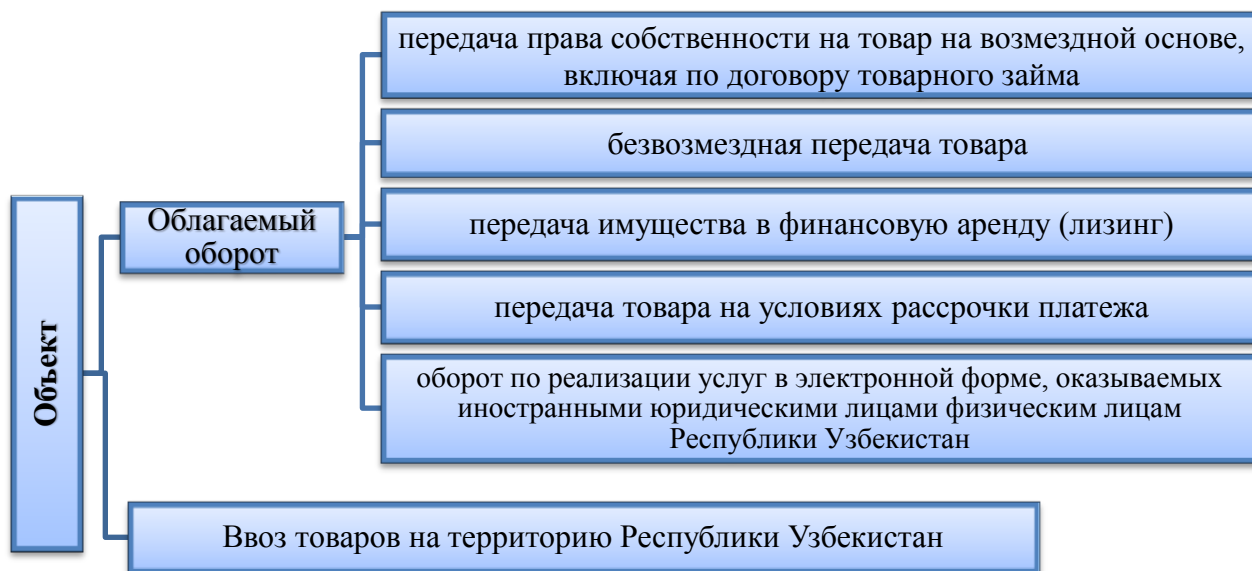 Объект
Облагаемый
оборот
передача права собственности на товар на возмездной основе,
включая по договору товарного займа
безвозмездная передача товара
передача имущества в финансовую аренду (лизинг)
передача товара на условиях рассрочки платежа
оборот по реализации услуг в электронной форме, оказываемых
иностранными юридическими лицами физическим лицам
Республики Узбекистан
Ввоз товаров на территорию Республики Узбекистан